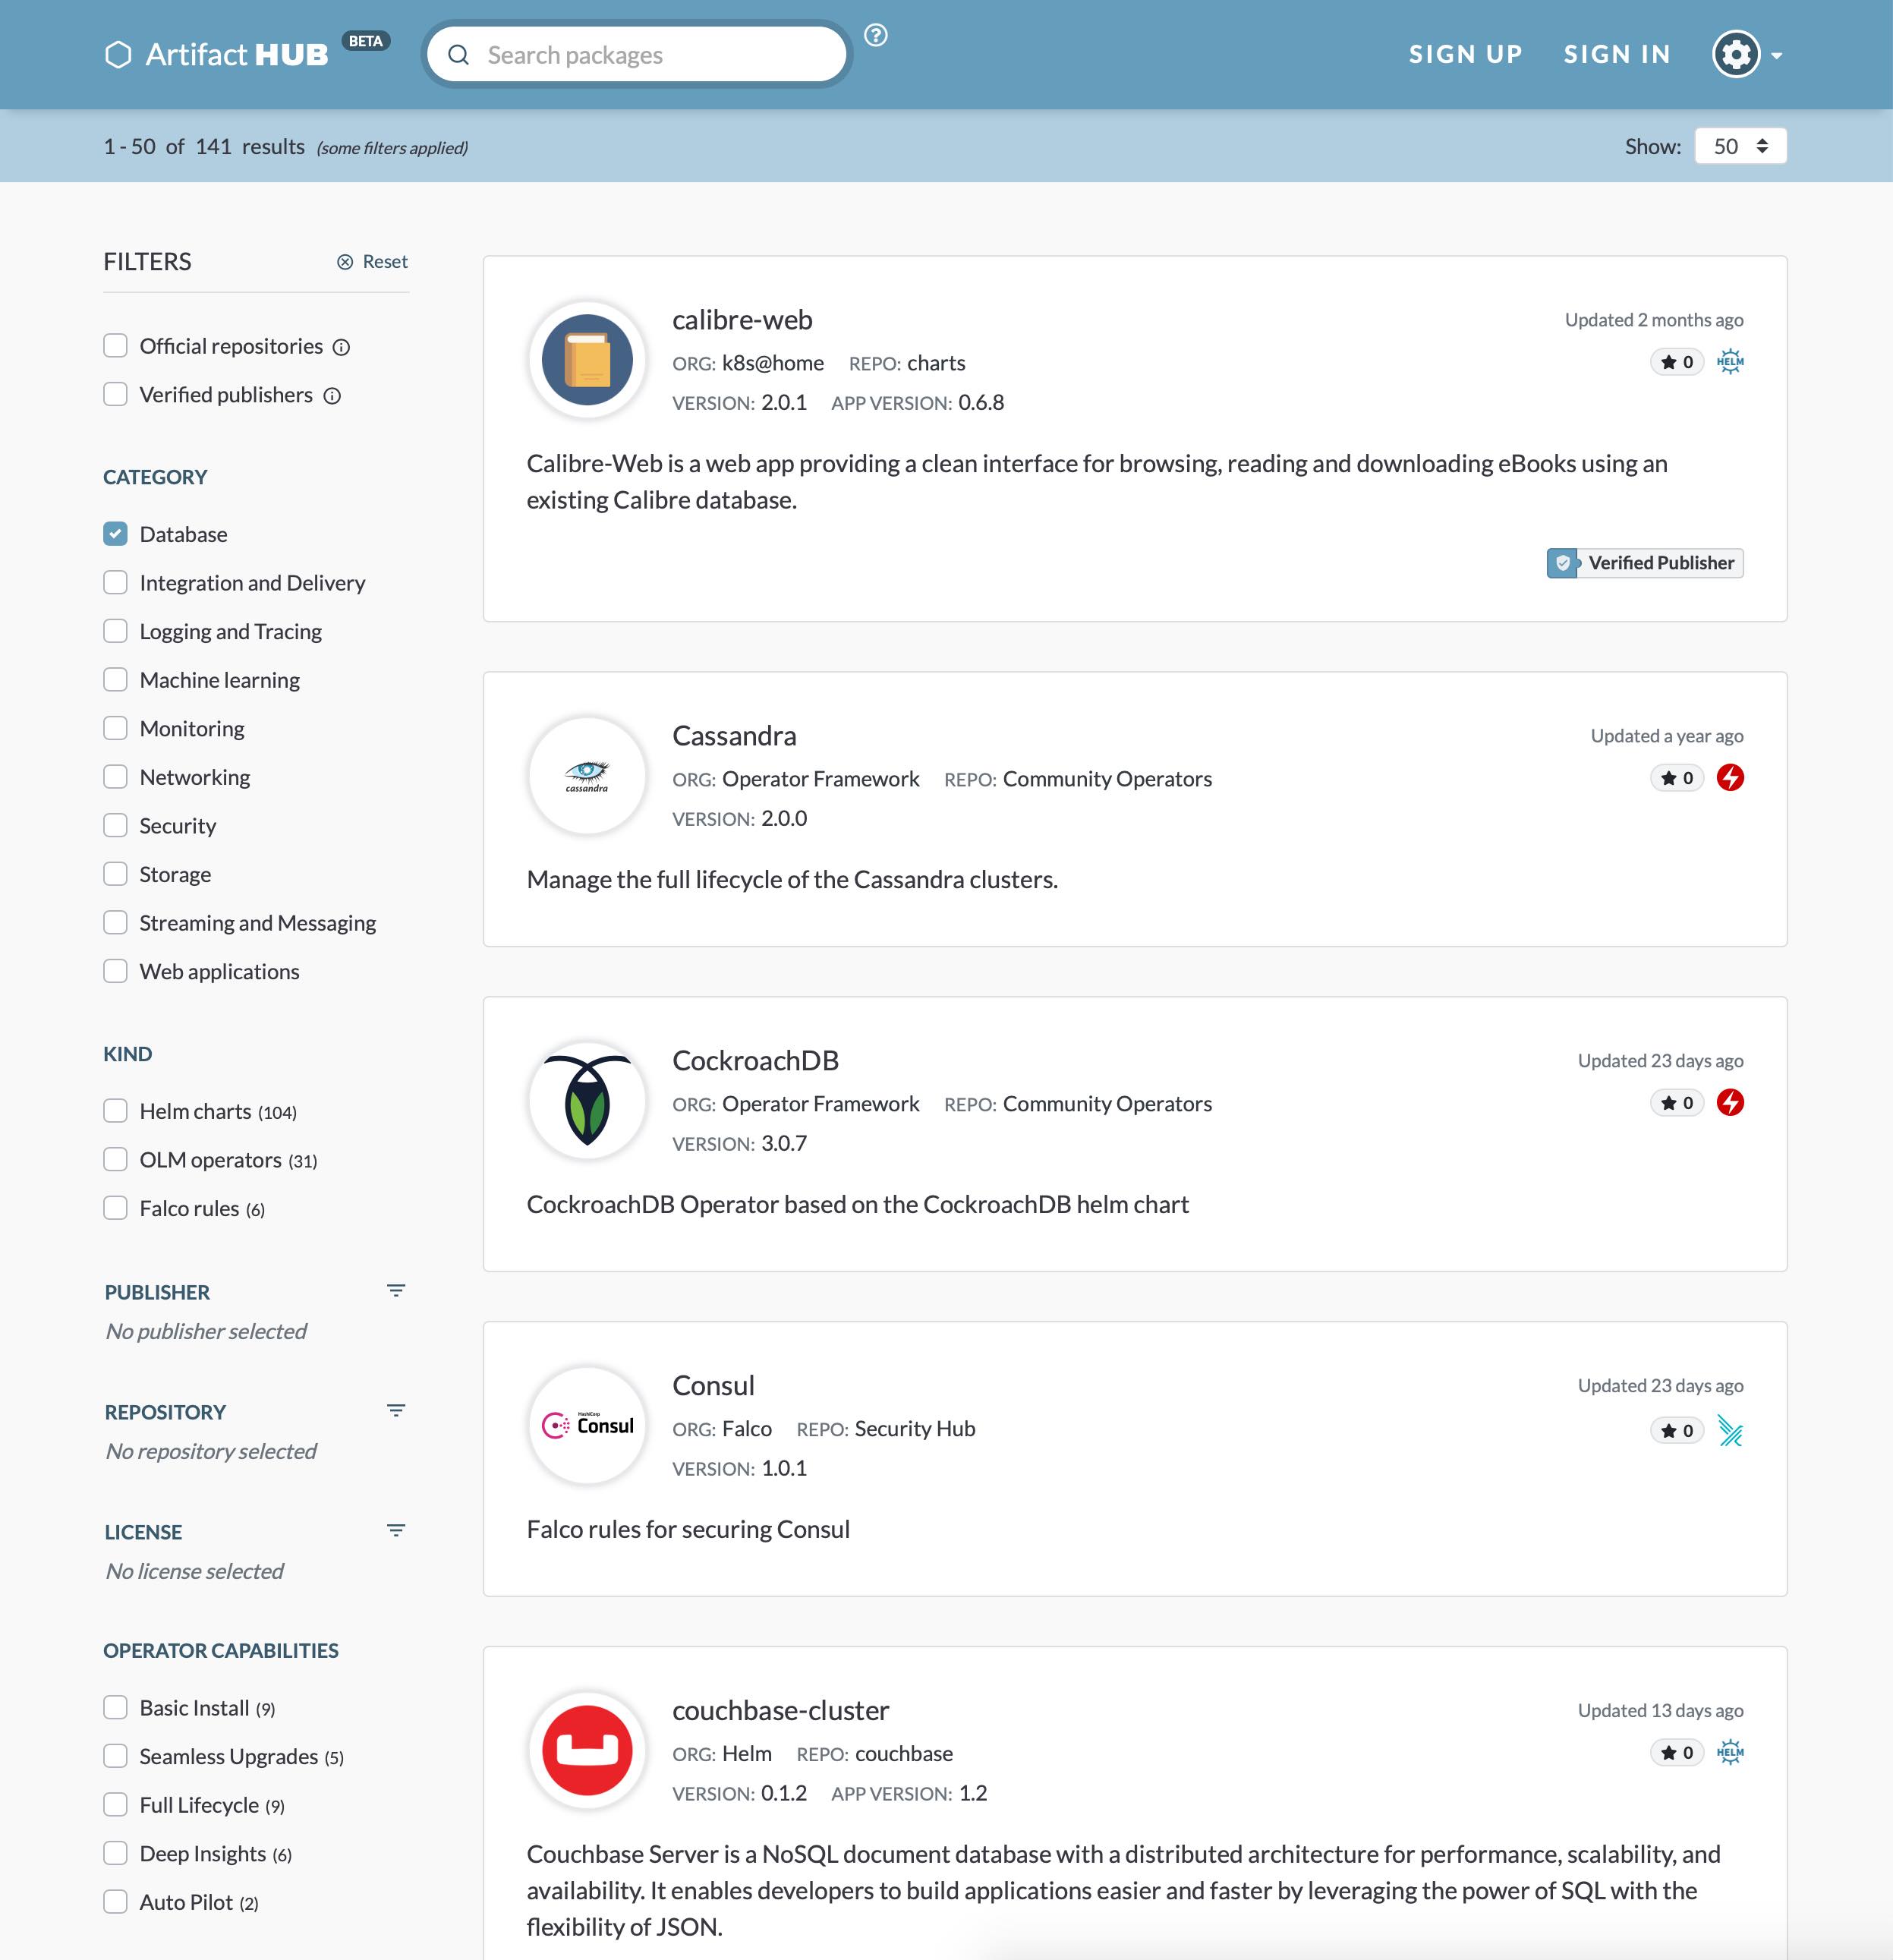 Artifact HUB BETA
Search packages
SIGN UP SIGN IN
1 - 50 of 141 results (some filters applied)
Show: 50
FILTERS
Reset
Official repositories
Verified publishers
CATEGORY
Database
Integration and Delivery
Logging and Tracing
Machine learning
Monitoring
Networking
Security
Storage
Streaming and Messaging
Web applications
KIND
Helm charts (104)
OLM operators (31)
Falco rules (6)
PUBLISHER
No publisher selected
REPOSITORY
No repository selected
LICENSE
No license selected
OPERATOR CAPABILITIES
Basic Install (9)
Seamless Upgrades (5)
Full Lifecycle (9)
Deep Insights (6)
Auto Pilot (2)
calibre-web
Updated 2 months ago
ORG: k8s@home REPO: charts
0 HELM
VERSION: 2.0.1 APP VERSION: 0.6.8
Calibre-Web is a web app providing a clean interface for browsing, reading and downloading eBooks using an
existing Calibre database.
Verified Publisher
cassandra
Cassandra
Updated a year ago
ORG: Operator Framework REPO: Community Operators
0
VERSION: 2.0.0
Manage the full lifecycle of the Cassandra clusters.
CockroachDB
Updated 23 days ago
ORG: Operator Framework REPO: Community Operators
0
VERSION: 3.0.7
CockroachDB Operator based on the CockroachDB helm chart
HashiCorp
Consul
Consul
Updated 23 days ago
ORG: Falco REPO: Security Hub
0
VERSION: 1.0.1
Falco rules for securing Consul
couchbase-cluster
Updated 13 days ago
ORG: Helm REPO: couchbase
0 HELM
VERSION: 0.1.2 APP VERSION: 1.2
Couchbase Server is a NoSQL document database with a distributed architecture for performance, scalability, and
availability. It enables developers to build applications easier and faster by leveraging the power of SQL with the
flexibility of JSON.